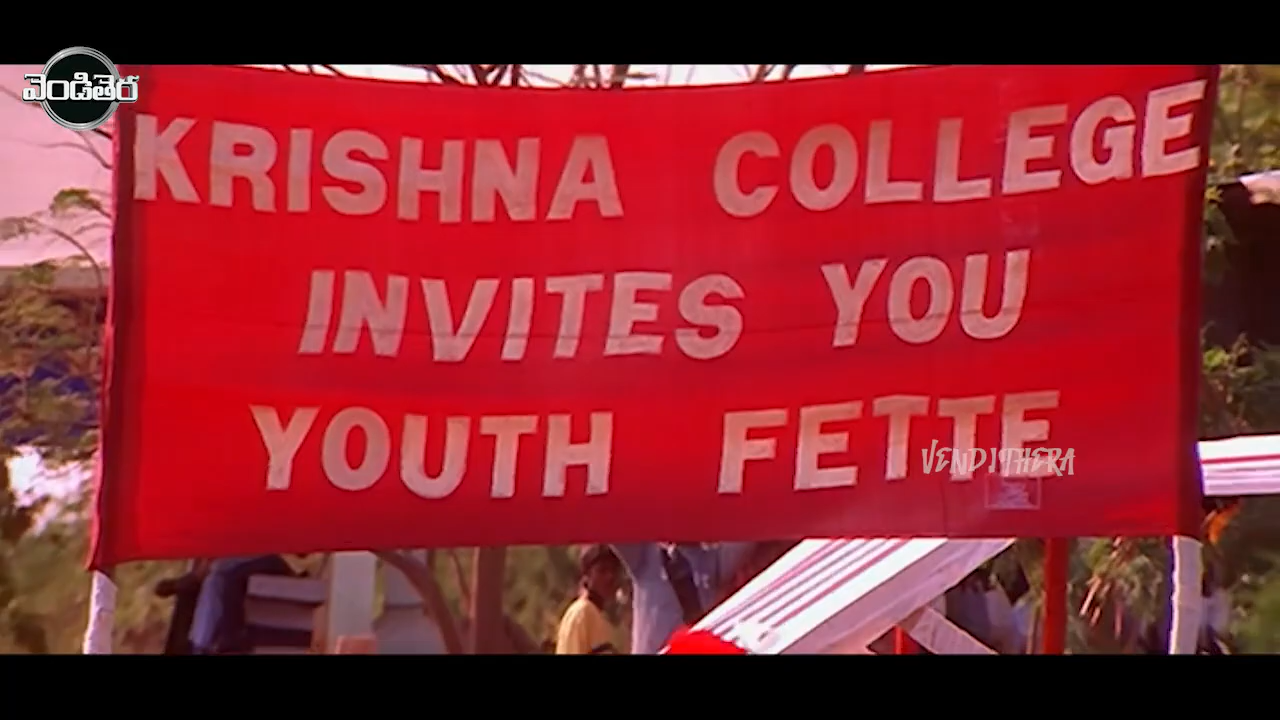 వెండితెర
KRISHNA COLLEGE
INVITES YOU
YOUTH FETTE
VENDITHERA